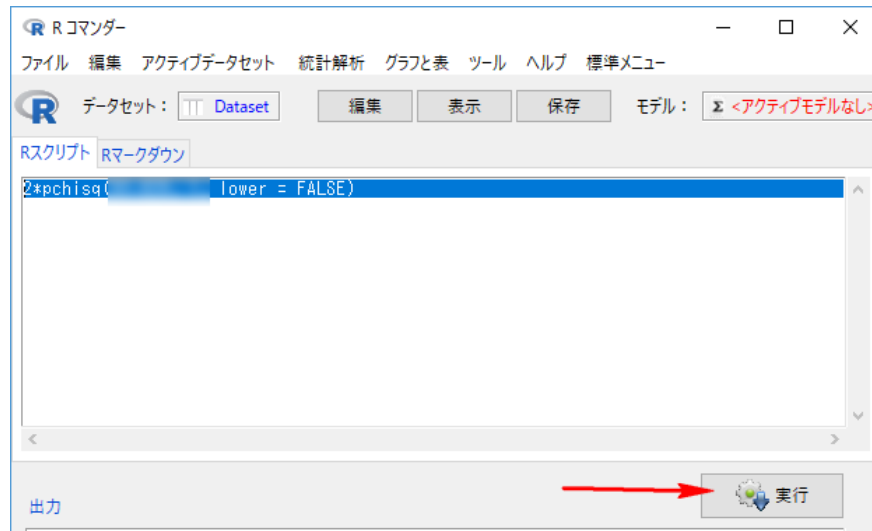 R コマンダー
ファイル 編集 アクティブデータセット 統計解析 グラフと表 ツール ヘルプ 標準メニュー
R データセット: Dataset 編集 表示 保存 モデル: Σ <アクティブモデルなし>
Rスクリプト Rマークダウン
2*pchisq( lower = FALSE)
実行
出力